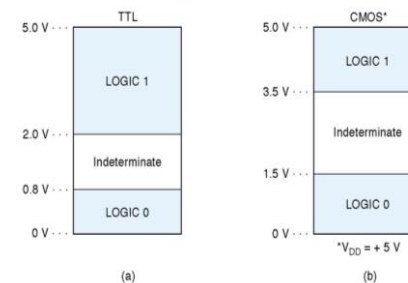 TTL
5.0 V · · ·
LOGIC 1
2.0 V · · ·
Indeterminate
0.8 V · · ·
LOGIC 0
0 V · · ·
(a)
CMOS*
5.0 V · · ·
LOGIC 1
3.5 V · · ·
Indeterminate
1.5 V · · ·
LOGIC 0
0 V · · ·
*VDD = + 5 V
(b)